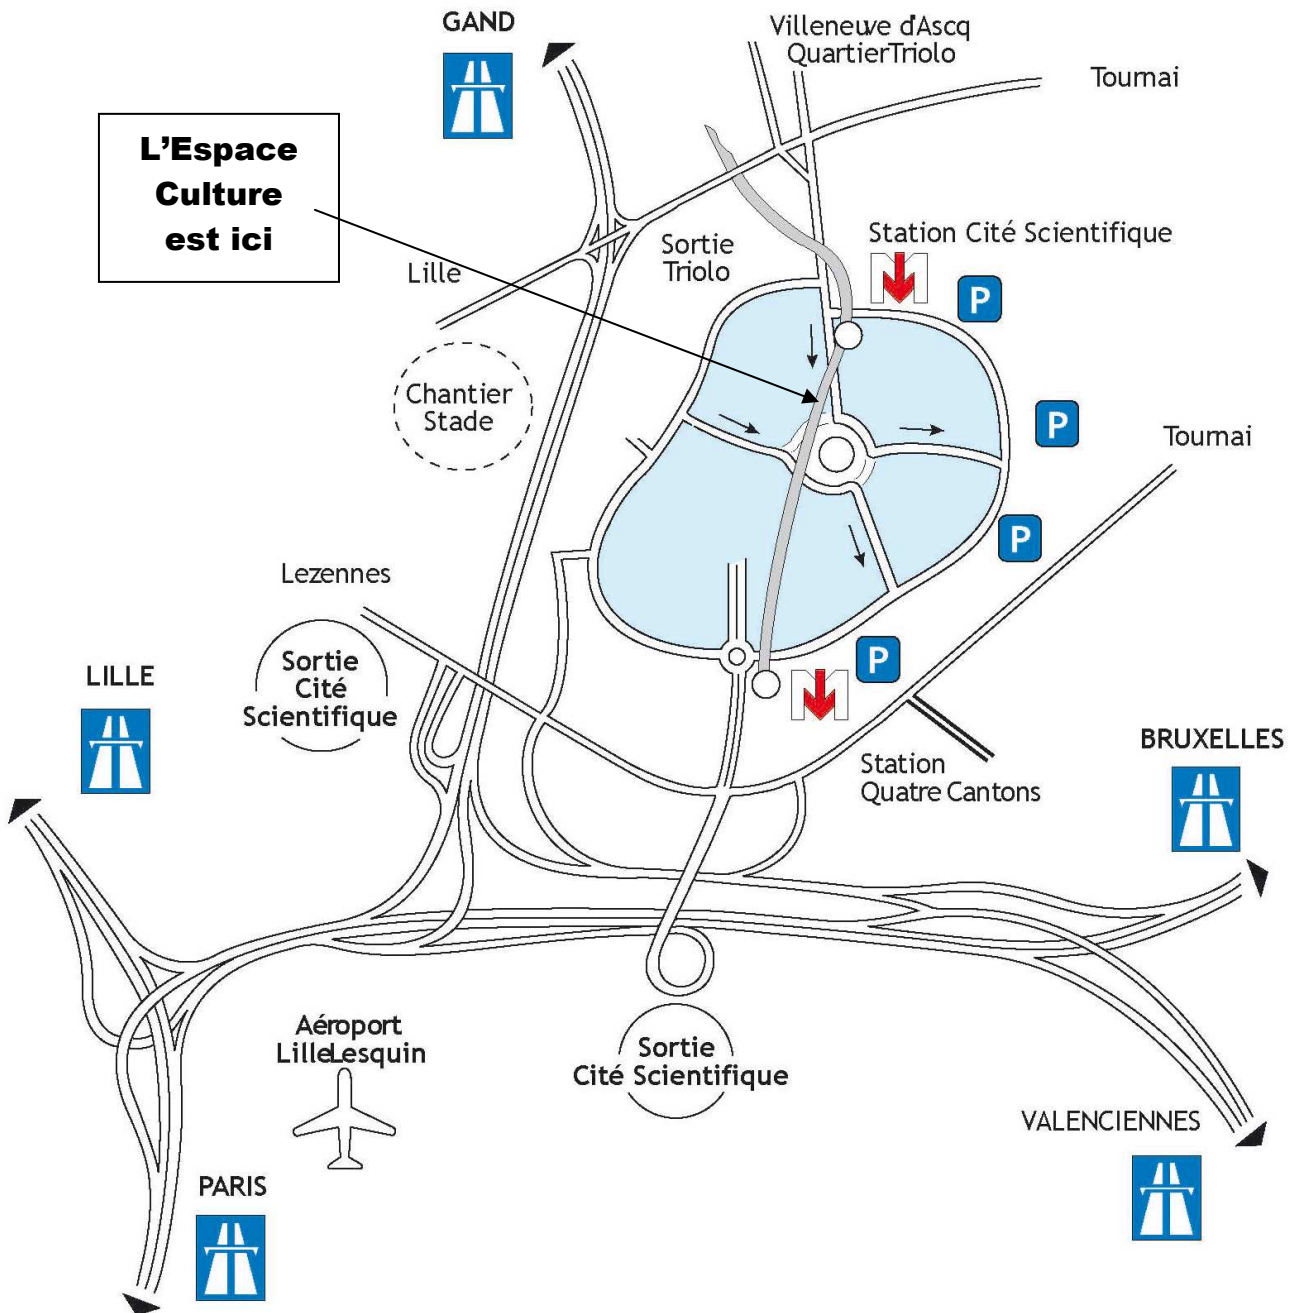 GAND
Villeneuve d'Ascq
QuartierTriolo
Tournai
L'Espace
Culture
est ici
Station Cité Scientifique
Sortie
Triolo
Lille
M
P
Chantier
Stade
P
Tournai
P
Lezennes
P
Sortie
Cité
Scientifique
LILLE
M
BRUXELLES
Station
Quatre Cantons
Aéroport
LilleLesquin
Sortie
Cité Scientifique
VALENCIENNES
PARIS